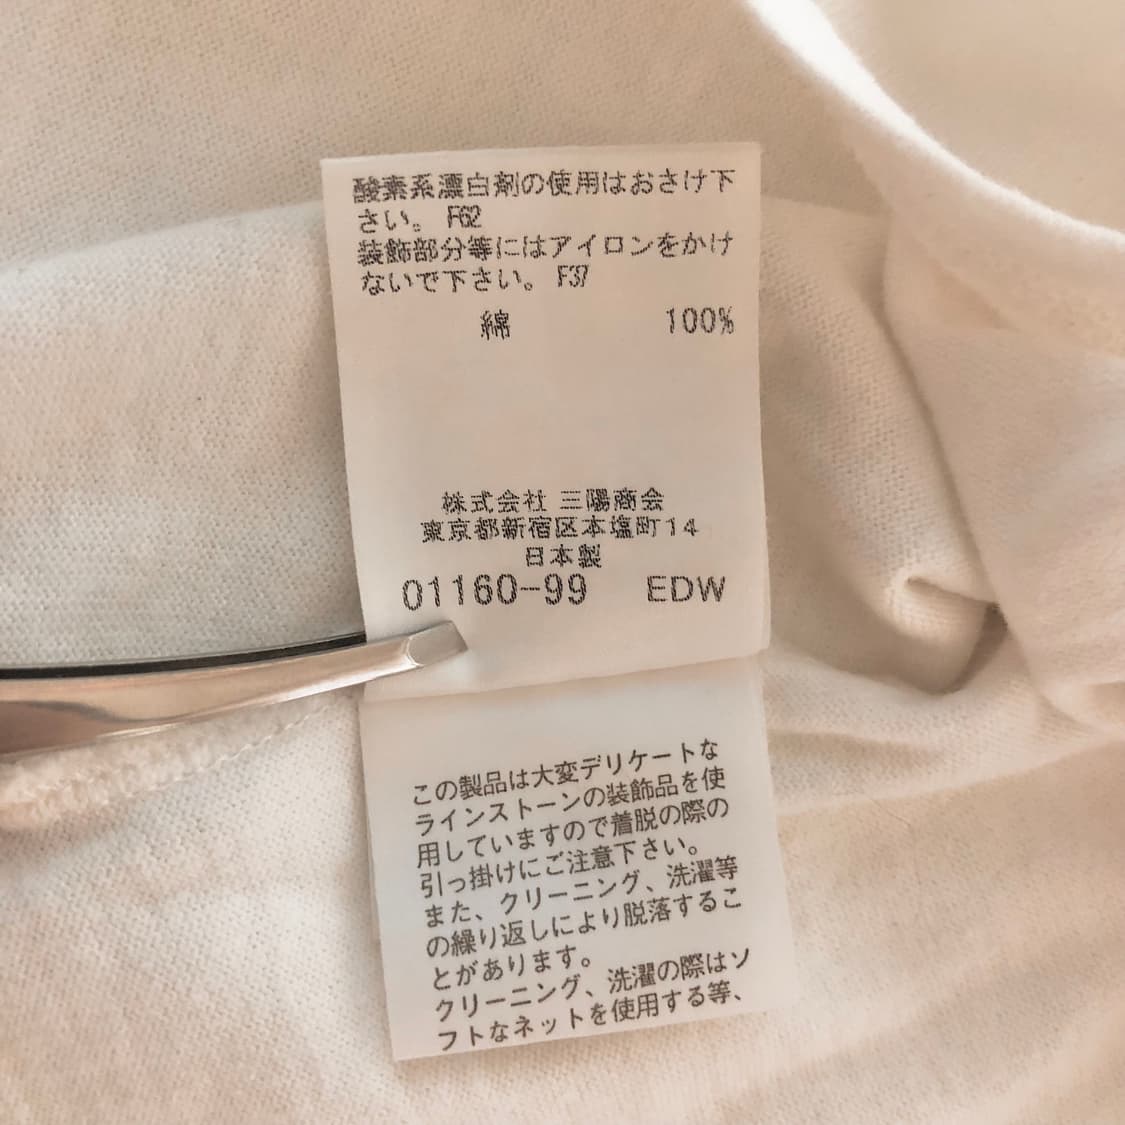 酸素系漂白剤の使用はおさけ下
さい。 F62
装飾部分等にはアイロンをかけ
ないで下さい。 F37
綿 100%
株式会社 三陽商会
東京都新宿区本塩町14
日本製
01160-99 EDW
この製品は大変デリケートな
ラインストーンの装飾品を使
用していますので着脱の際の
引っ掛けにご注意下さい。
また、クリーニング、洗濯等
の繰り返しにより脱落するこ
とがあります。
クリーニング、洗濯の際はソ
フトなネットを使用する等、